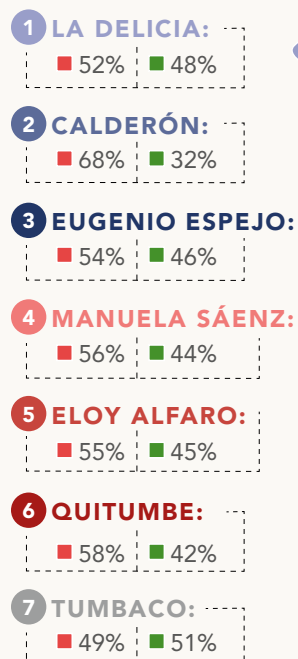 1 LA DELICIA:
52% 48%
2 CALDERÓN:
68% 32%
3 EUGENIO ESPEJO:
54% 46%
4 MANUELA SÁENZ:
56% 44%
5 ELOY ALFARO:
55% 45%
6 QUITUMBE:
58% 42%
7 TUMBACO:
49% 51%